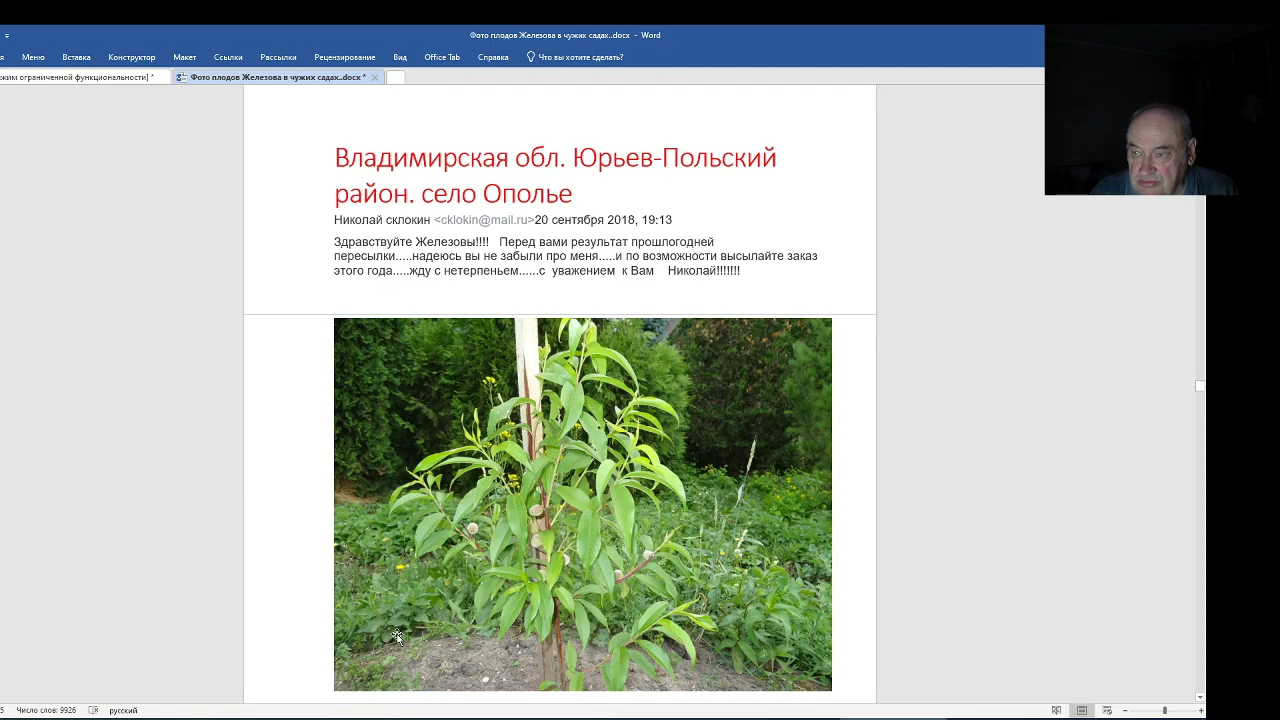 Фото плодов Железова в чужих садах..docx - Word
я Меню Вставка Конструктор Макет Ссылки Рассылки Рецензирование Вид Office Tab Справка Что вы хотите сделать?
жим ограниченной функциональности] * Фото плодов Железова в чужих садах..docx *
Владимирская обл. Юрьев-Польский
район. село Ополье
Николай склокин <cklokin@mail.ru>20 сентября 2018, 19:13
Здравствуйте Железовы!!!! Перед вами результат прошлогодней
пересылки.....надеюсь вы не забыли про меня.....и по возможности высылайте заказ
этого года.....жду с нетерпеньем......с уважением к Вам Николай!!!!!!!
5 Число слов: 9926 русский